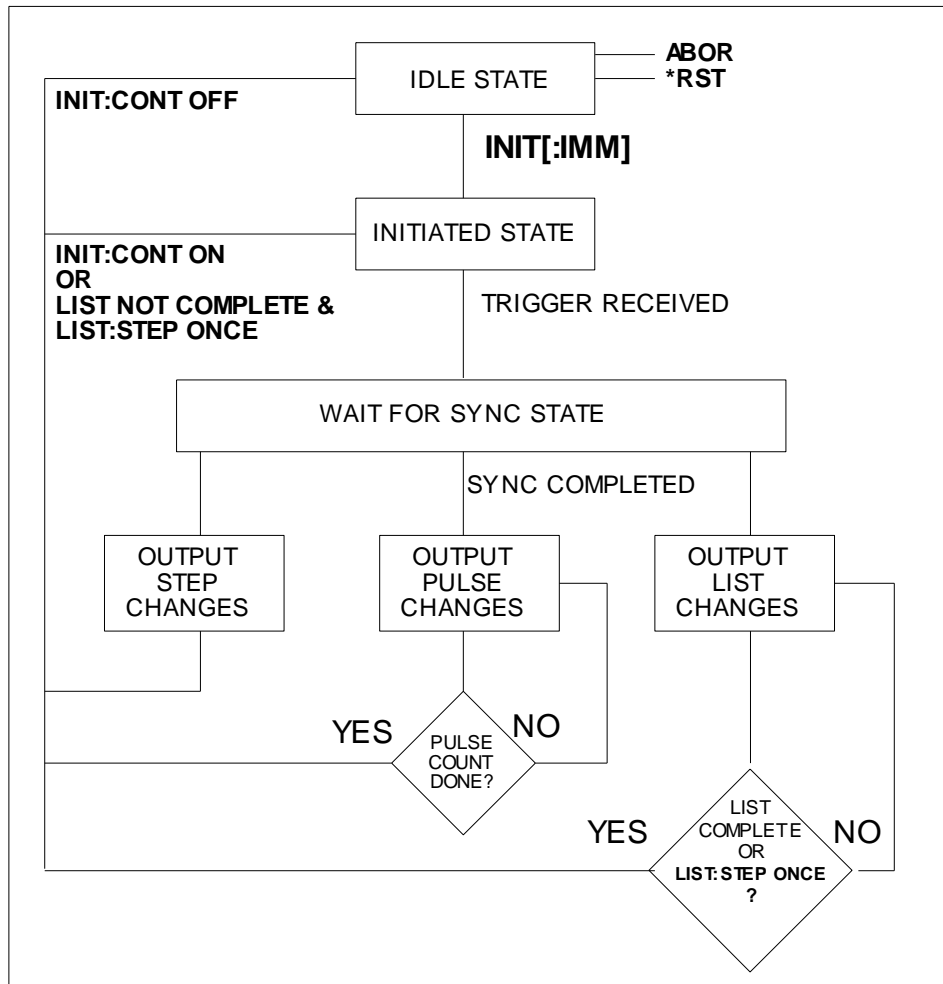 IDLE STATE
ABOR
*RST
INIT:CONT OFF
INIT[:IMM]
INITIATED STATE
INIT:CONT ON
OR
LIST NOT COMPLETE &
LIST:STEP ONCE
TRIGGER RECEIVED
WAIT FOR SYNC STATE
SYNC COMPLETED
OUTPUT
STEP
CHANGES
OUTPUT
PULSE
CHANGES
OUTPUT
LIST
CHANGES
YES
NO
PULSE
COUNT
DONE?
YES
NO
LIST
COMPLETE
OR
LIST:STEP ONCE
?